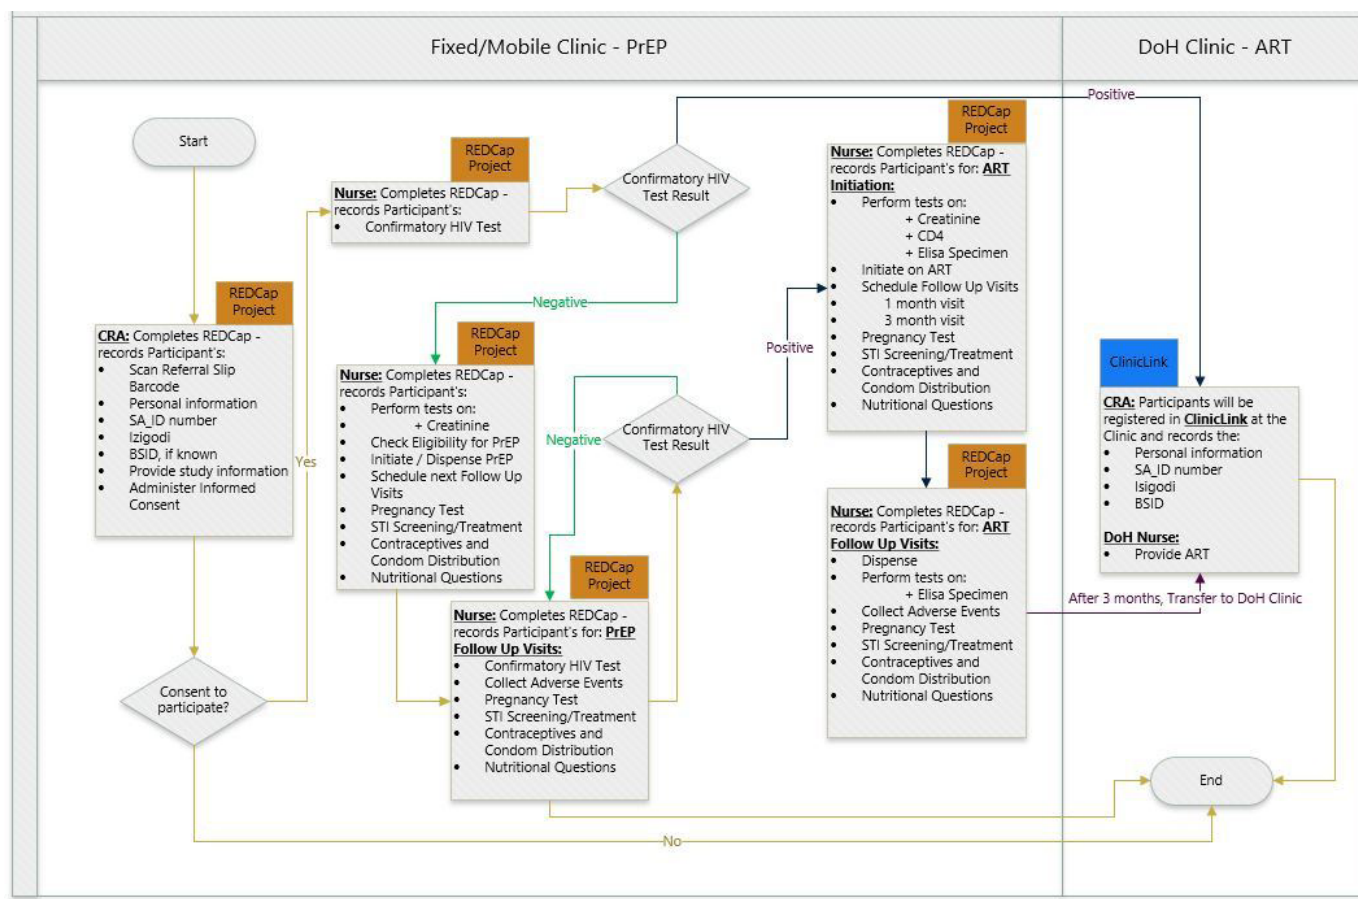 Fixed/Mobile Clinic - PrEP
DoH Clinic - ART
Start
REDCap
Project
CRA: Completes REDCap -
records Participant's:
• Scan Referral Slip
Barcode
• Personal information
• SA_ID number
• Izigodi
• BSID, if known
• Provide study information
• Administer Informed
Consent
Consent to
participate?
Yes
No
REDCap
Project
Nurse: Completes REDCap -
records Participant's:
• Confirmatory HIV Test
Confirmatory HIV
Test Result
Positive
Negative
REDCap
Project
Nurse: Completes REDCap -
records Participant's:
• Perform tests on:
• + Creatinine
• Check Eligibility for PrEP
• Initiate / Dispense PrEP
• Schedule next Follow Up
Visits
• Pregnancy Test
• STI Screening/Treatment
• Contraceptives and
Condom Distribution
• Nutritional Questions
REDCap
Project
Nurse: Completes REDCap -
records Participant's for: PrEP
Follow Up Visits:
• Confirmatory HIV Test
• Collect Adverse Events
• Pregnancy Test
• STI Screening/Treatment
• Contraceptives and
Condom Distribution
• Nutritional Questions
Confirmatory HIV
Test Result
Negative
Positive
REDCap
Project
Nurse: Completes REDCap -
records Participant's for: ART
Initiation:
• Perform tests on:
+ Creatinine
+ CD4
+ Elisa Specimen
• Initiate on ART
• Schedule Follow Up Visits
• 1 month visit
• 3 month visit
• Pregnancy Test
• STI Screening/Treatment
• Contraceptives and
Condom Distribution
• Nutritional Questions
REDCap
Project
Nurse: Completes REDCap -
records Participant's for: ART
Follow Up Visits:
• Dispense
• Perform tests on:
+ Elisa Specimen
• Collect Adverse Events
• Pregnancy Test
• STI Screening/Treatment
• Contraceptives and
Condom Distribution
• Nutritional Questions
After 3 months, Transfer to DoH Clinic
ClinicLink
CRA: Participants will be
registered in ClinicLink at the
Clinic and records the:
• Personal information
• SA_ID number
• Isigodi
• BSID
DoH Nurse:
• Provide ART
End